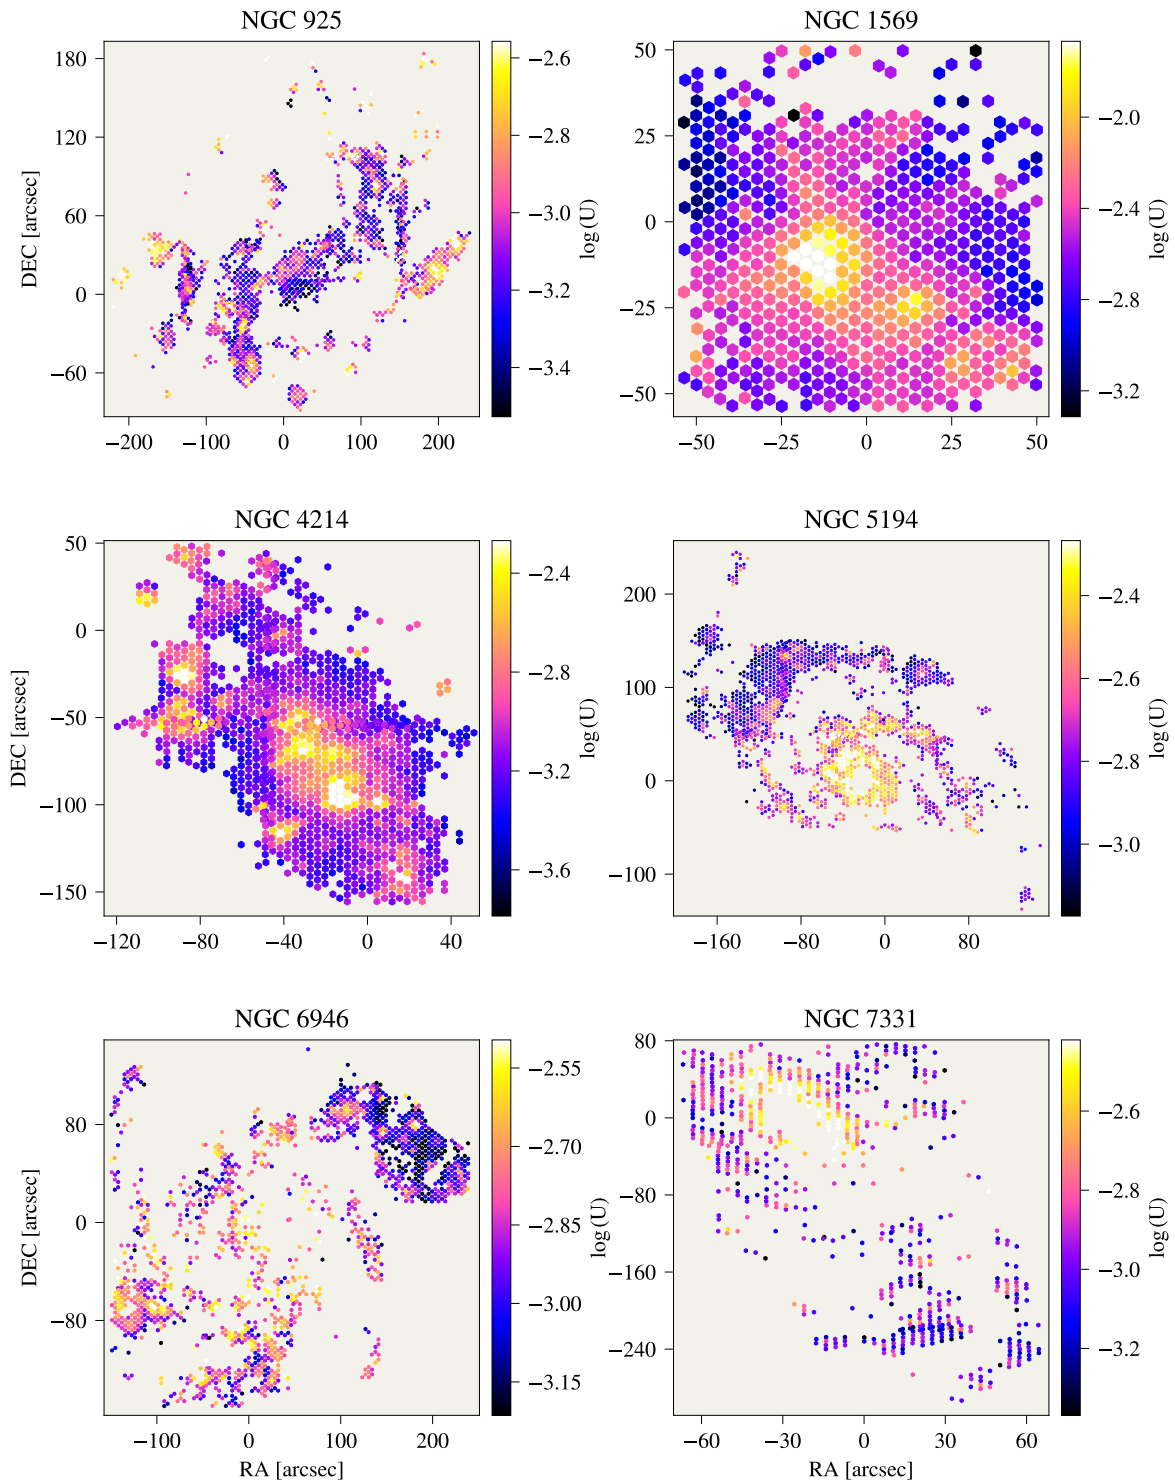 NGC 925
NGC 1569
180
120
60
0
−60
DEC [arcsec]
−200 −100 0 100 200
−2.6
−2.8
−3.0
−3.2
−3.4
log(U)
50
25
0
−25
−50
−50 −25 0 25 50
−2.0
−2.4
−2.8
−3.2
log(U)
NGC 4214
NGC 5194
50
0
−50
−100
−150
DEC [arcsec]
−120 −80 −40 0 40
−2.4
−2.8
−3.2
−3.6
log(U)
200
100
0
−100
−160 −80 0 80
−2.4
−2.6
−2.8
−3.0
log(U)
NGC 6946
NGC 7331
80
0
−80
DEC [arcsec]
−100 0 100 200
RA [arcsec]
−2.55
−2.70
−2.85
−3.00
−3.15
log(U)
80
0
−80
−160
−240
−60 −30 0 30 60
RA [arcsec]
−2.6
−2.8
−3.0
−3.2
log(U)